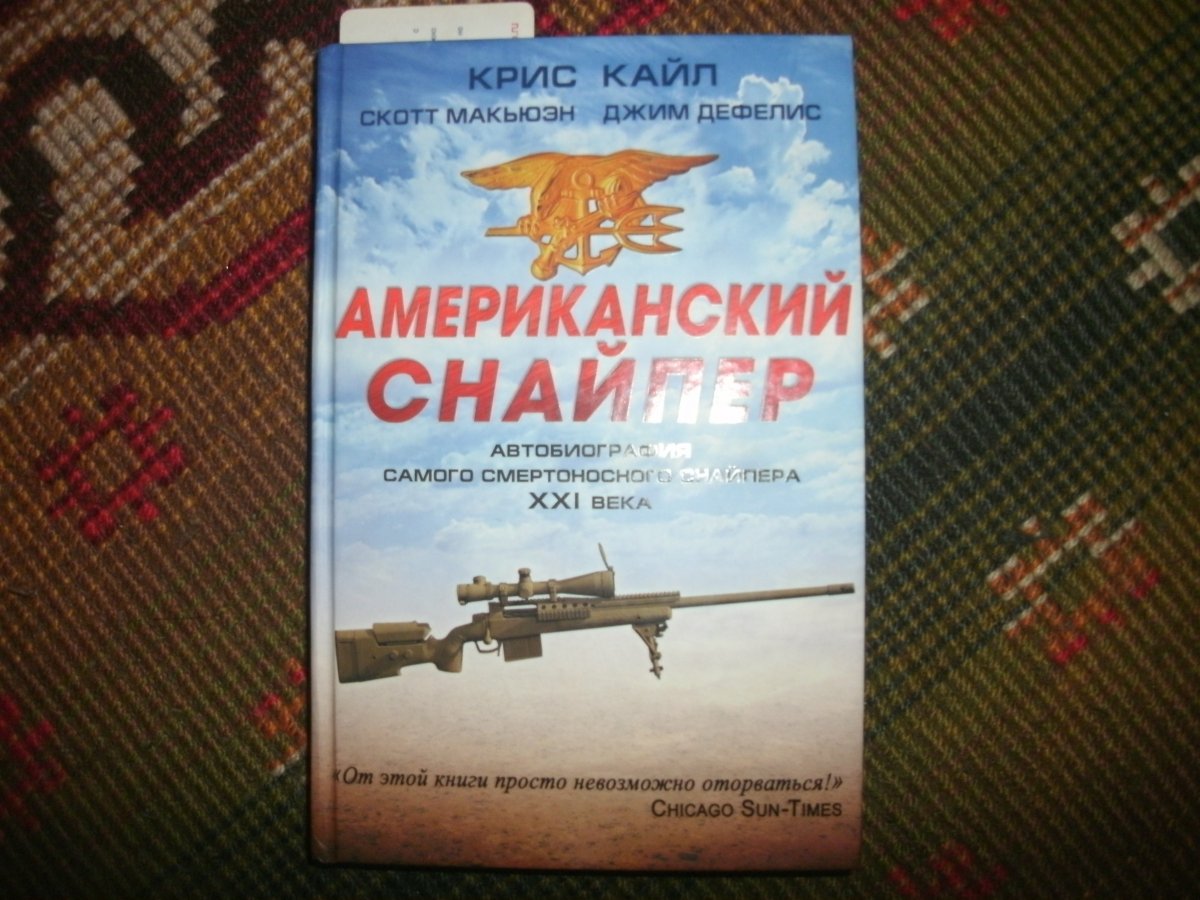 КРИС КАЙЛ
СКОТТ МАКЬЮЭН ДЖИМ ДЕФЕЛИС
АМЕРИКАНСКИЙ
СНАЙПЕР
АВТОБИОГРАФИЯ
САМОГО СМЕРТОНОСНОГО СНАЙПЕРА
XXI ВЕКА
«От этой книги просто невозможно оторваться!»
CHICAGO SUN-TIMES